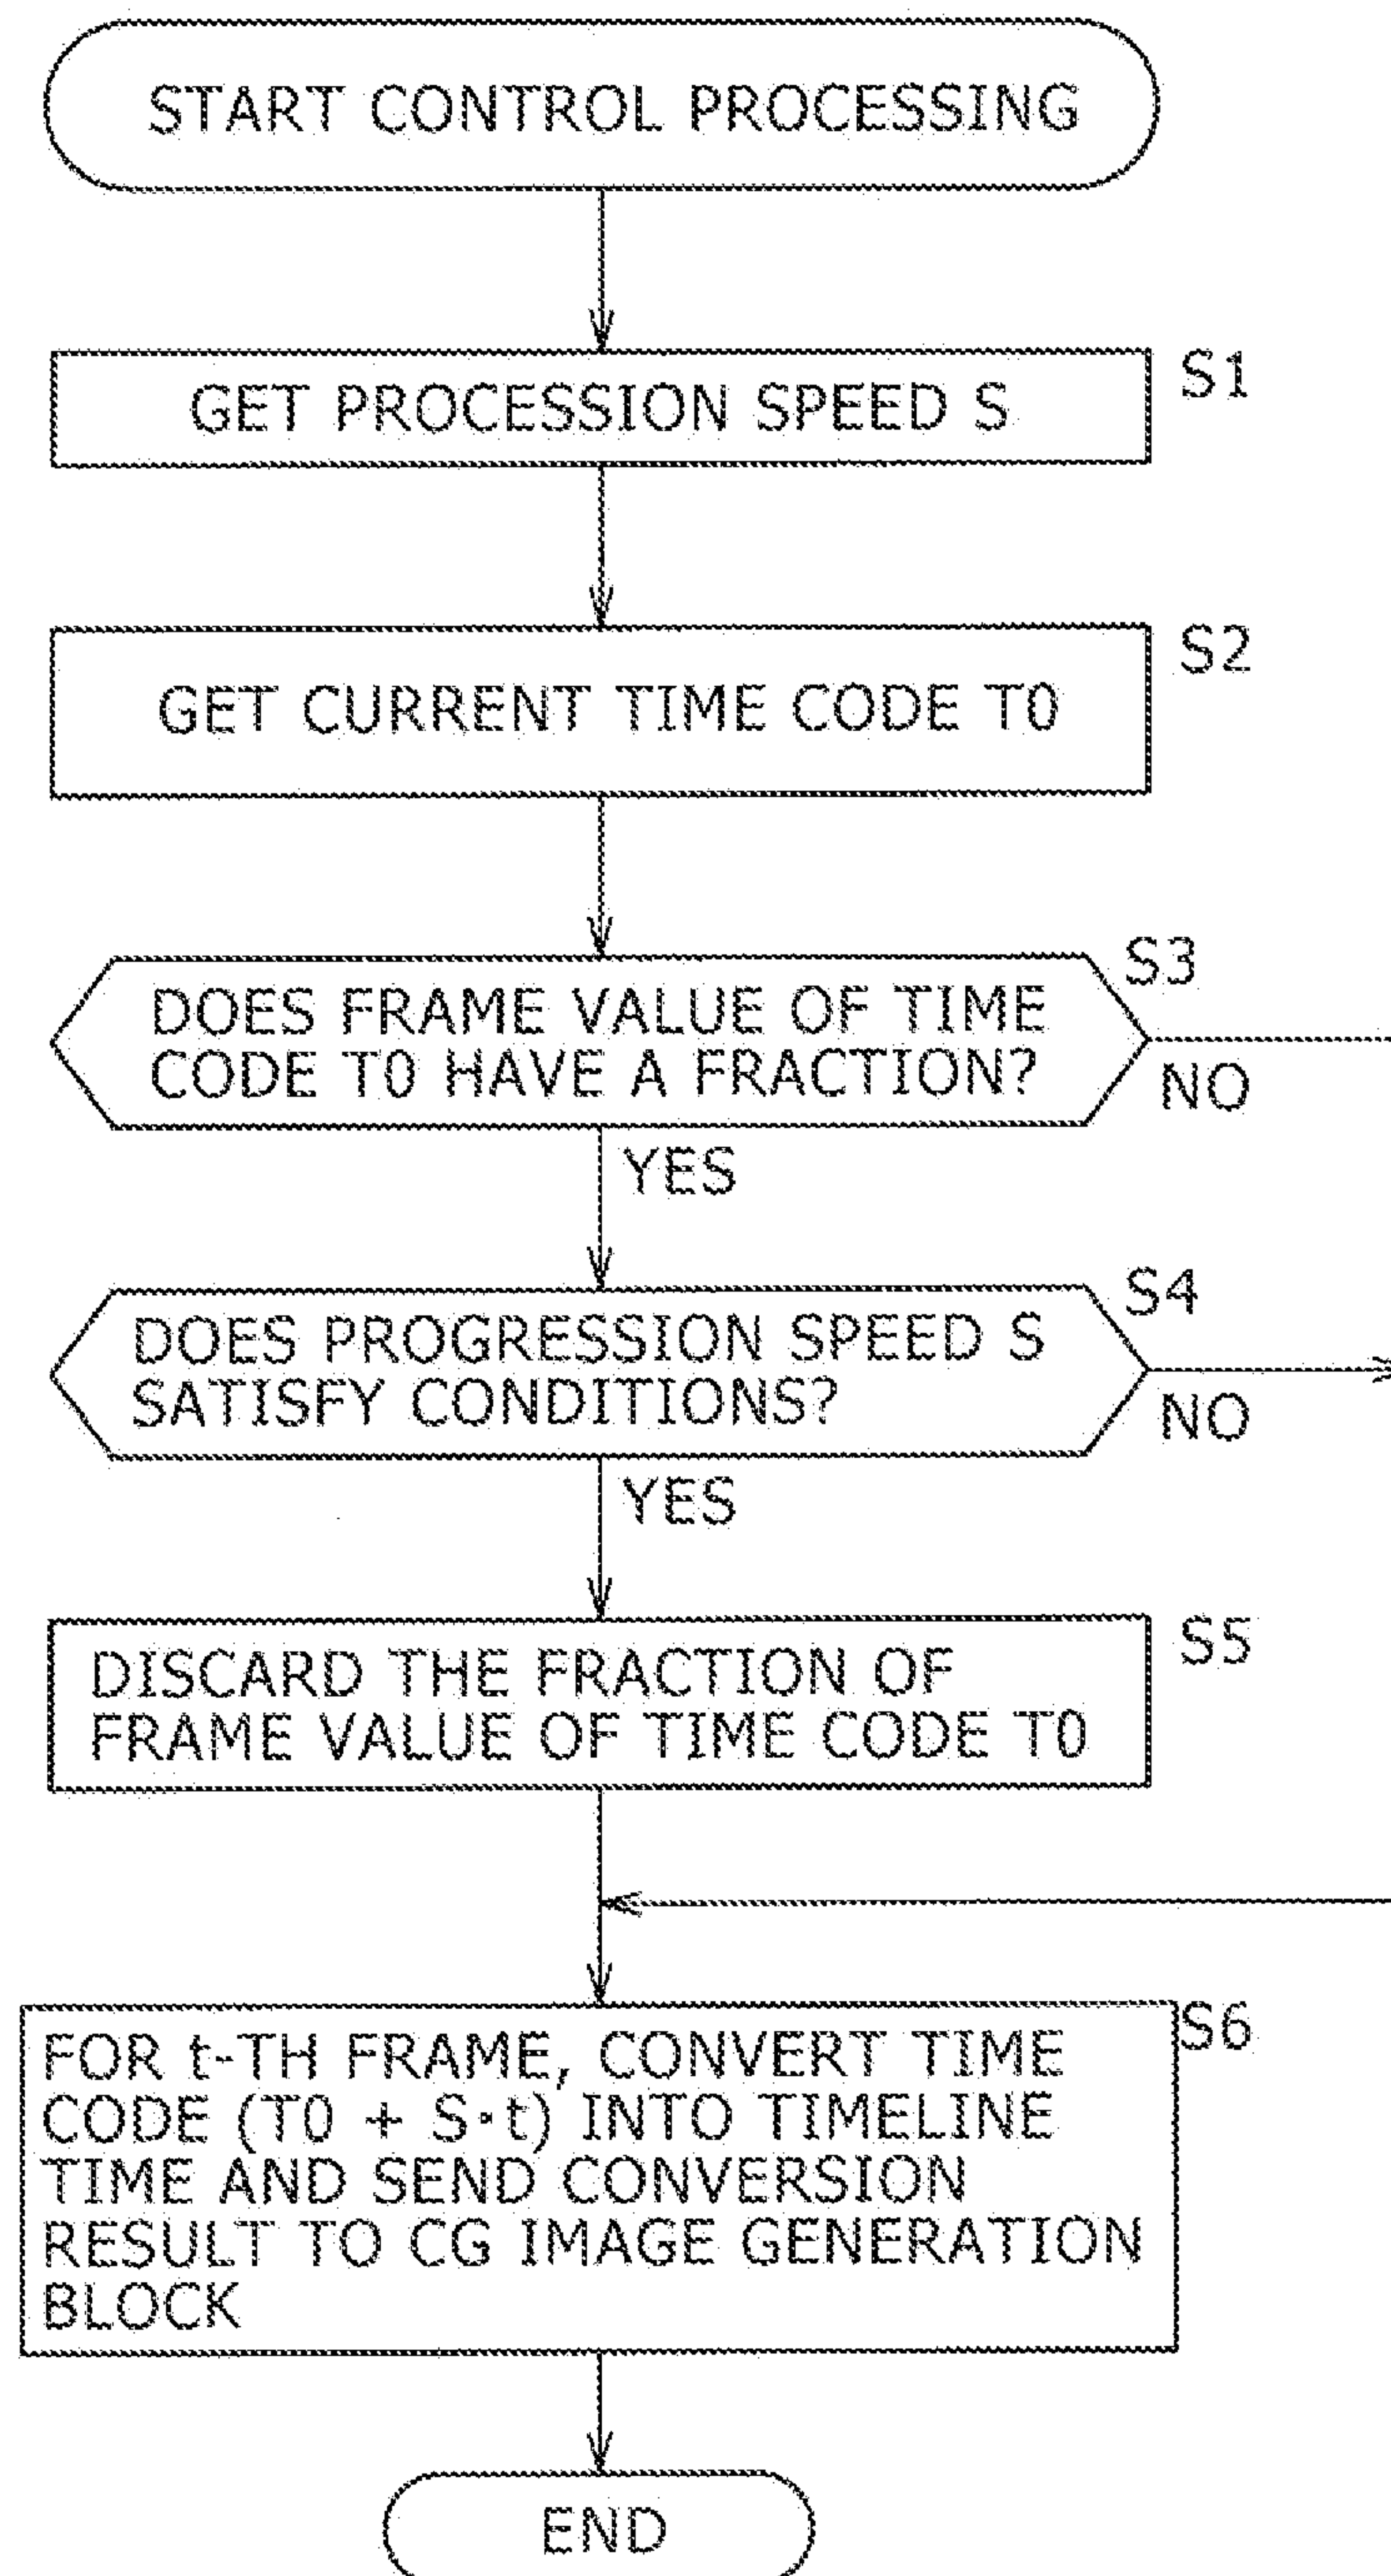 START CONTROL PROCESSING
GET PROCESSION SPEED S
S1
GET CURRENT TIME CODE T0
S2
DOES FRAME VALUE OF TIME
CODE T0 HAVE A FRACTION?
S3
NO
YES
DOES PROGRESSION SPEED S
SATISFY CONDITIONS?
S4
NO
YES
DISCARD THE FRACTION OF
FRAME VALUE OF TIME CODE T0
S5
FOR t-TH FRAME, CONVERT TIME
CODE (T0 + S·t) INTO TIMELINE
TIME AND SEND CONVERSION
RESULT TO CG IMAGE GENERATION
BLOCK
S6
END